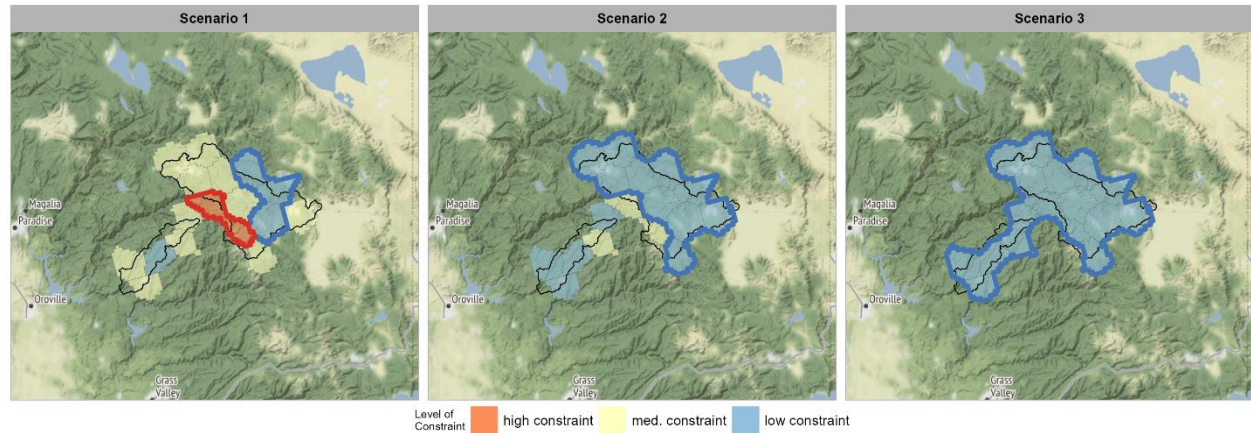 Scenario 1
Scenario 2
Scenario 3
Magalia
Paradise
Oroville
Grass
Valley
Magalia
Paradise
Oroville
Grass
Valley
Magalia
Paradise
Oroville
Grass
Valley
Level of
Constraint
high constraint
med. constraint
low constraint